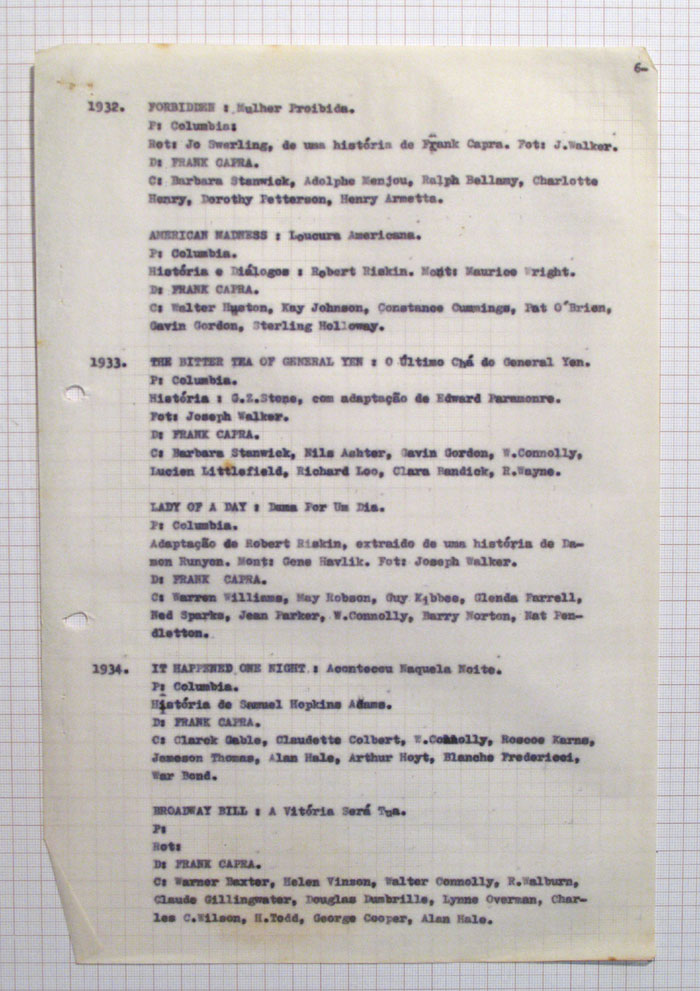 6-
1932. FORBIDDEN : Mulher Proibida.
P: Columbia:
Rot: Jo Swerling, de uma história de Frank Capra. Fot: J.Walker.
D: FRANK CAPRA.
C: Barbara Stanwick, Adolphe Menjou, Ralph Bellamy, Charlotte
Henry, Dorothy Petterson, Henry Armetta.
AMERICAN MADNESS : Loucura Americana.
P: Columbia.
História e Diálogos : Robert Riskin. Mont: Maurice Wright.
D: FRANK CAPRA.
C: Walter Huston, Kay Johnson, Constance Cummings, Pat O'Brien,
Gavin Gordon, Sterling Holloway.
1933. THE BITTER TEA OF GENERAL YEN : O Último Chá do General Yen.
P: Columbia.
História : G.Z.Stone, com adaptação de Edward Paramonre.
Fot: Joseph Walker.
D: FRANK CAPRA.
C: Barbara Stanwick, Nils Ashter, Gavin Gordon, W.Connolly,
Lucien Littlefield, Richard Loo, Clara Bandick, R.Wayne.
LADY OF A DAY : Dama Por Um Dia.
P: Columbia.
Adaptação de Robert Riskin, extraido de uma história de Da-
mon Runyon. Mont: Gene Havlik. Fot: Joseph Walker.
D: FRANK CAPRA.
C: Warren Williams, May Robson, Guy Kibbee, Glenda Farrell,
Ned Sparks, Jean Parker, W.Connolly, Barry Norton, Nat Pen-
dletton.
1934. IT HAPPENED ONE NIGHT : Aconteceu Naquela Noite.
P: Columbia.
História de Samuel Hopkins Adams.
D: FRANK CAPRA.
C: Clarck Gable, Claudette Colbert, W.Connolly, Roscoe Karns,
Jameson Thomas, Alan Hale, Arthur Hoyt, Blanche Fredericci,
War Bond.
BROADWAY BILL : A Vitória Será Tua.
P:
Rot:
D: FRANK CAPRA.
C: Warner Baxter, Helen Vinson, Walter Connolly, R.Walburn,
Claude Gillingwater, Douglas Dumbrille, Lynne Overman, Char-
les C.Wilson, H.Todd, George Cooper, Alan Hale.